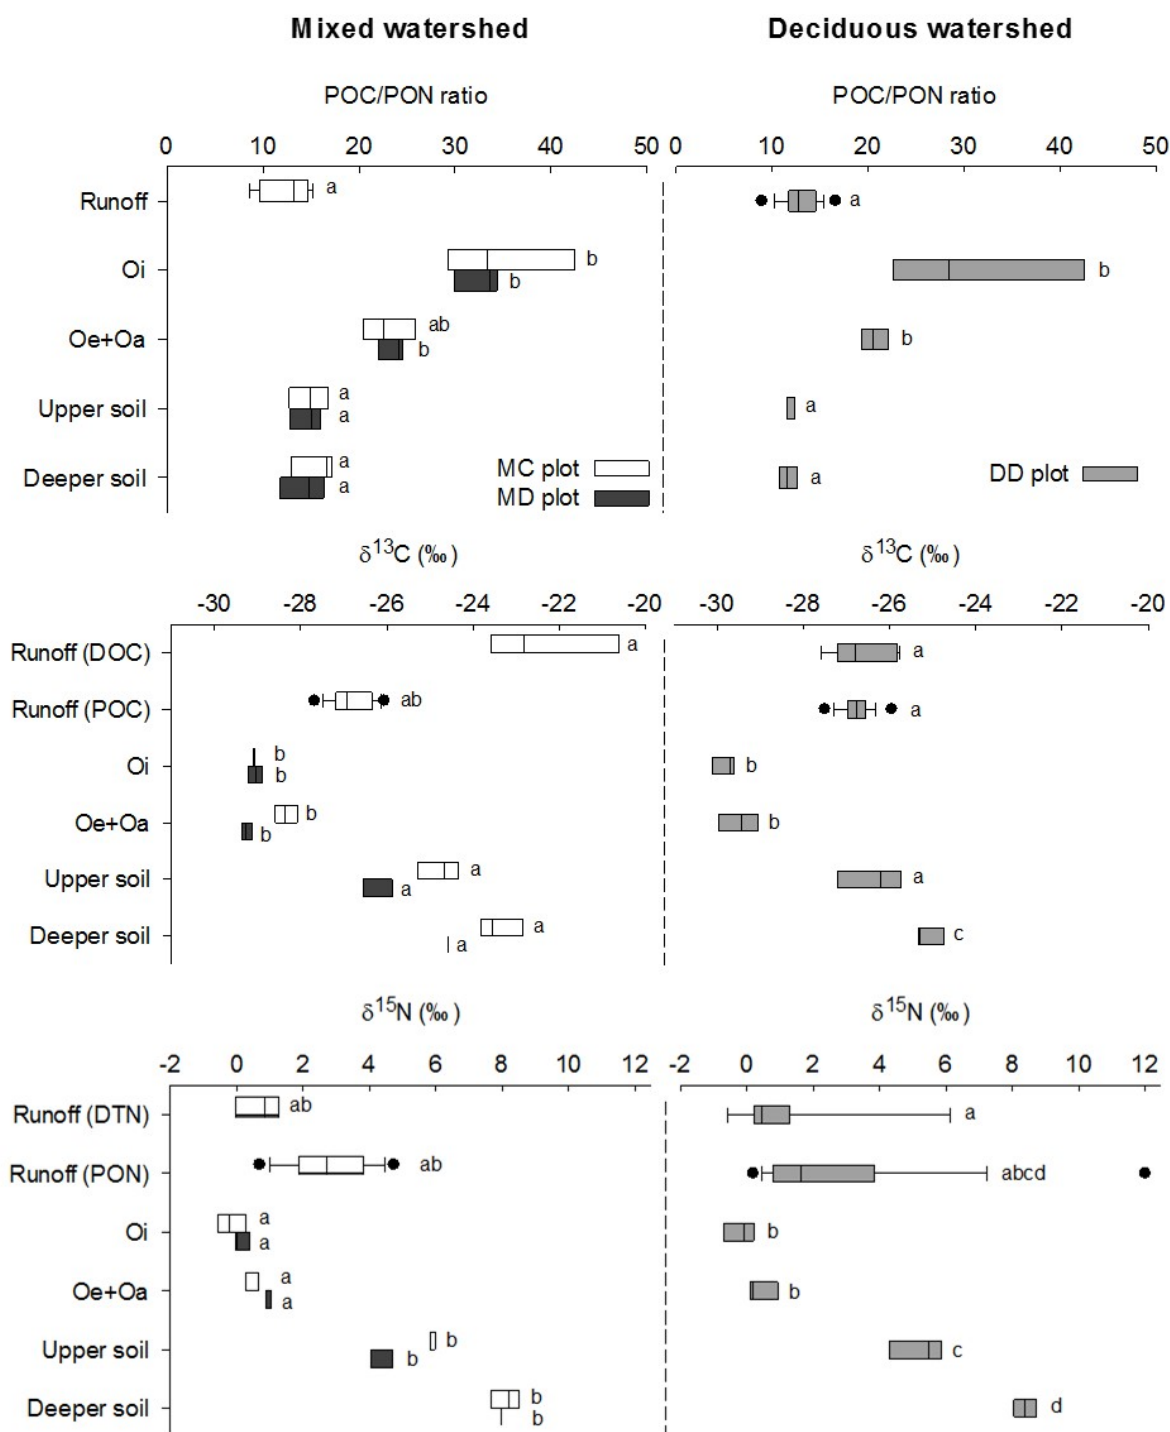 Mixed watershed Deciduous watershed
POC/PON ratio POC/PON ratio
0 10 20 30 40 50 0 10 20 30 40 50
Runoff a a
Oi b b
b
Oe+Oa ab b
b
Upper soil a a
a
Deeper soil a a
a
MC plot DD plot
MD plot
δ13C (‰) δ13C (‰)
-30 -28 -26 -24 -22 -20 -30 -28 -26 -24 -22 -20
Runoff (DOC) a a
Runoff (POC) ab a
Oi b b
b
Oe+Oa b b
b
Upper soil a a
a
Deeper soil a c
a
δ15N (‰) δ15N (‰)
-2 0 2 4 6 8 10 12 -2 0 2 4 6 8 10 12
Runoff (DTN) ab a
Runoff (PON) ab abcd
Oi a b
a
Oe+Oa a b
a
Upper soil b c
b
Deeper soil b d
b